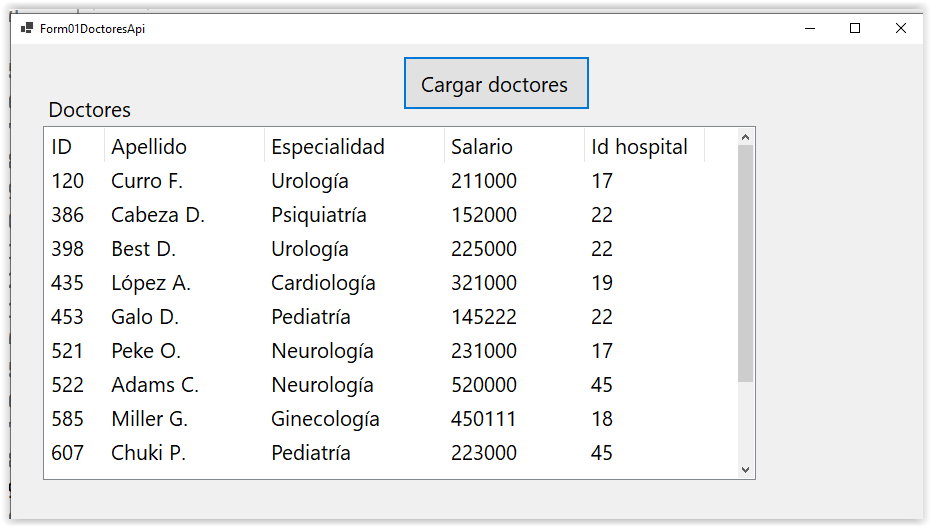 Form01DoctoresApi
Cargar doctores
Doctores
ID Apellido Especialidad Salario Id hospital
120 Curro F. Urología 211000 17
386 Cabeza D. Psiquiatría 152000 22
398 Best D. Urología 225000 22
435 López A. Cardiología 321000 19
453 Galo D. Pediatría 145222 22
521 Peke O. Neurología 231000 17
522 Adams C. Neurología 520000 45
585 Miller G. Ginecología 450111 18
607 Chuki P. Pediatría 223000 45